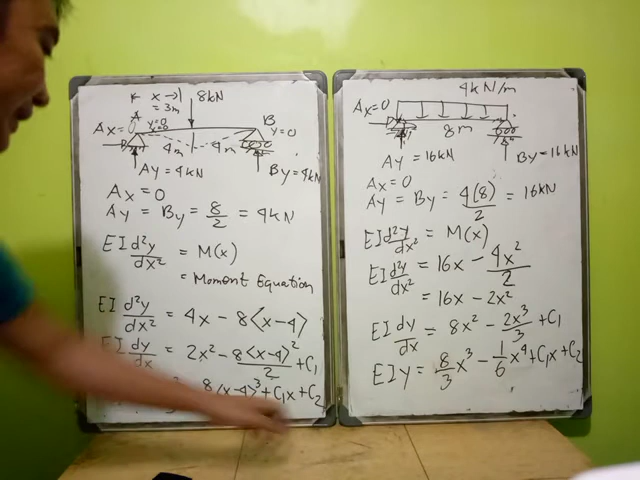 x → 8kN
= 3m
A B
Ax=0 y=0 y=0
4m 4m
Ay = 4kN By = 4kN
Ax = 0
Ay = By = 8/2 = 4kN
EI d²y/dx² = M(x)
= Moment Equation
EI d²y/dx² = 4x - 8<x-4>
EI dy/dx = 2x² - 8<x-4>²/2 + C₁
8<x-4>³ + C₁x + C₂
4kN/m
Ax=0
8m
Ay = 16kN By = 16kN
Ax = 0
Ay = By = 4(8)/2 = 16kN
EI d²y/dx² = M(x)
EI d²y/dx² = 16x - 4x²/2
= 16x - 2x²
EI dy/dx = 8x² - 2x³/3 + C₁
EIy = 8/3 x³ - 1/6 x⁴ + C₁x + C₂